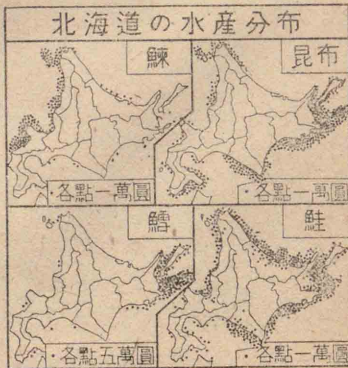 北海道の水産分布
鰊
昆布
・各點一萬圓
・各點一萬圓
鱈
鮭
・各點五萬圓
・各點一萬圓